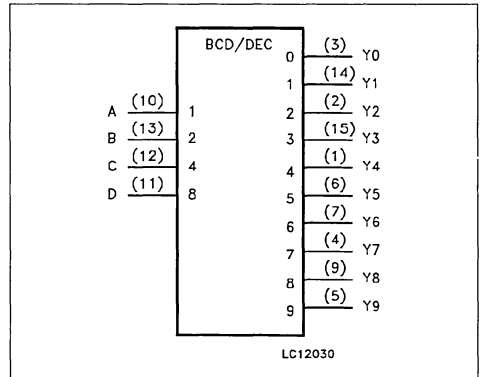 BCD/DEC
0 (3) Y0
1 (14) Y1
A (10) 1 2 (2) Y2
B (13) 2 3 (15) Y3
C (12) 4 4 (1) Y4
D (11) 8 5 (6) Y5
6 (7) Y6
7 (4) Y7
8 (9) Y8
9 (5) Y9
LC12030